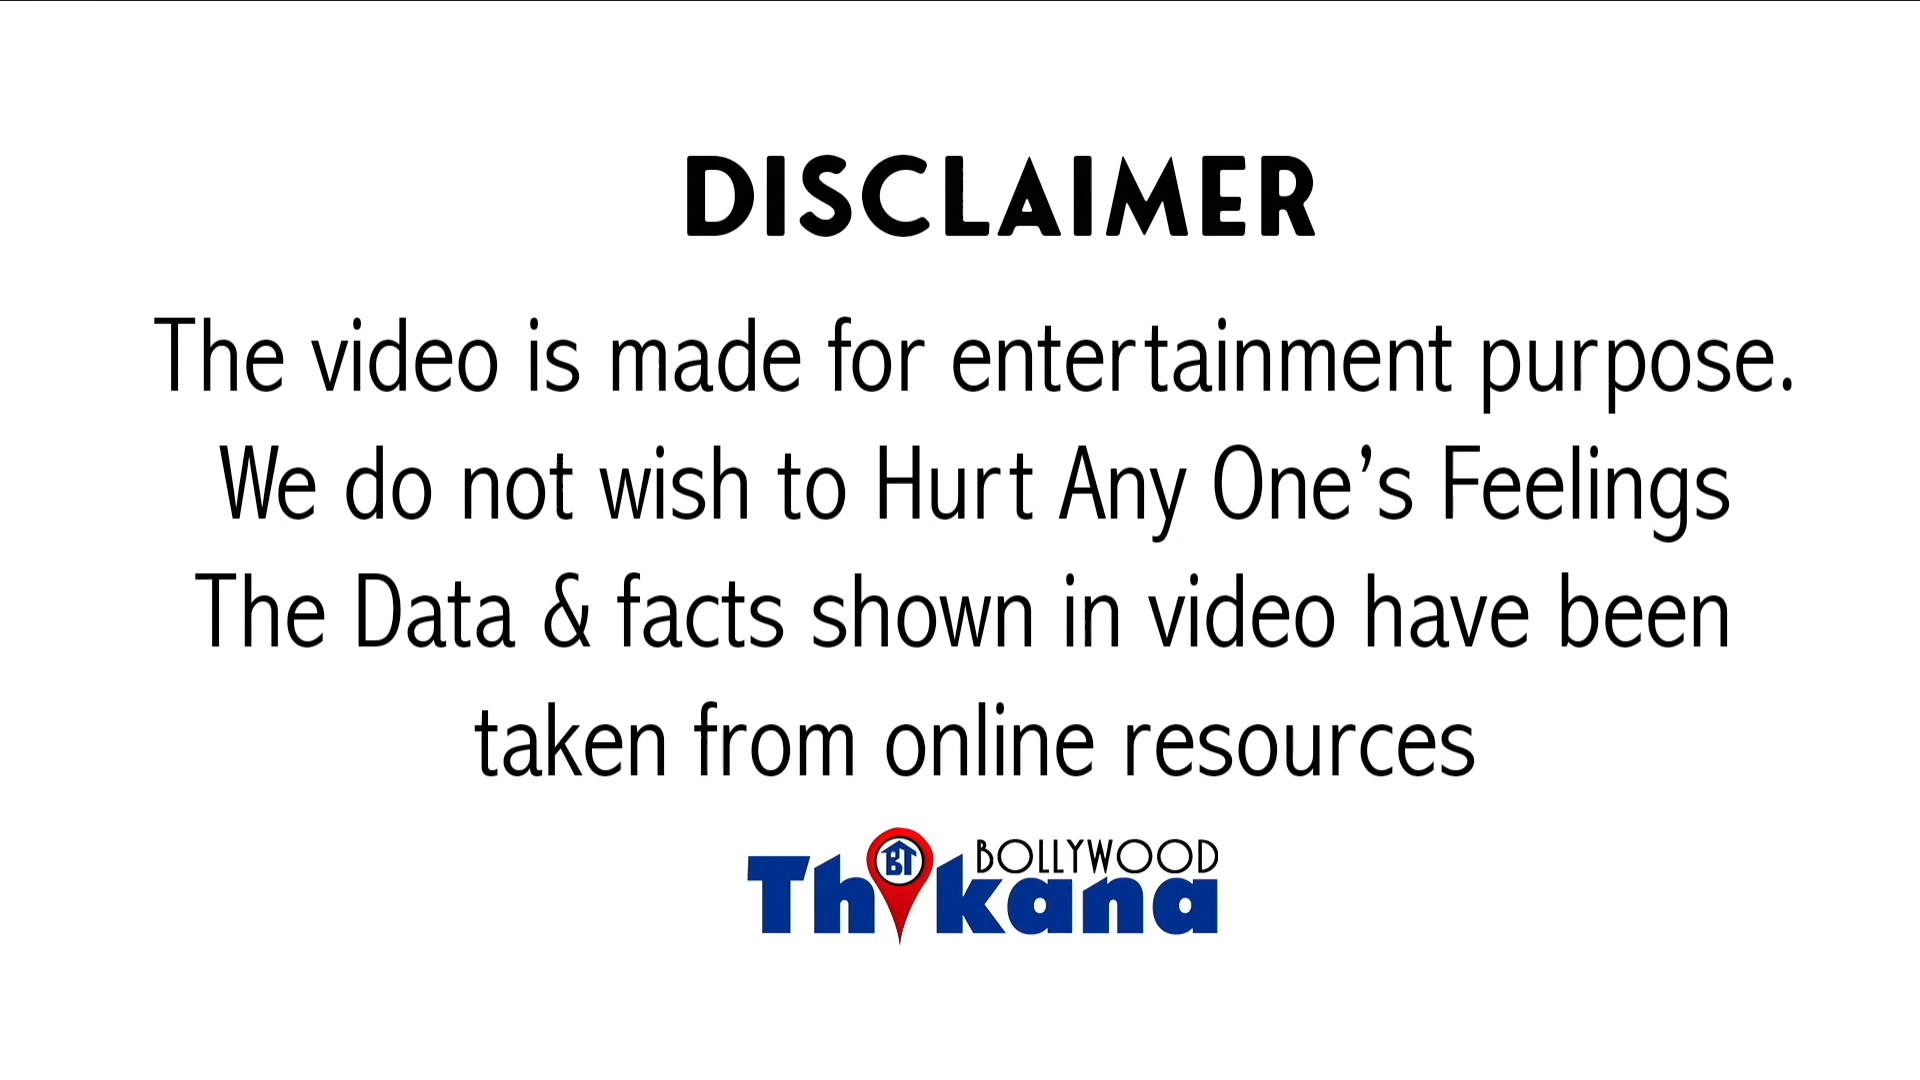 DISCLAIMER
The video is made for entertainment purpose.
We do not wish to Hurt Any One’s Feelings
The Data & facts shown in video have been
taken from online resources
BT BOLLYWOOD
Thikana